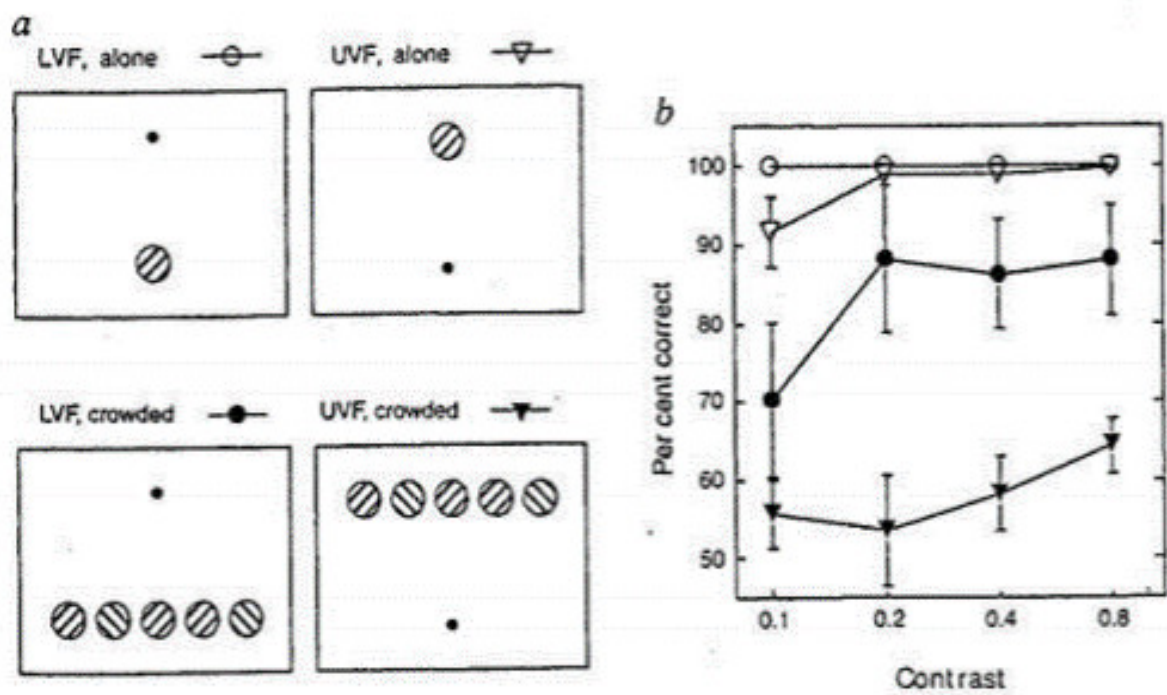 a
LVF, alone
UVF, alone
LVF, crowded
UVF, crowded
b
Per cent correct
100
90
80
70
60
50
0.1
0.2
0.4
0.8
Contrast